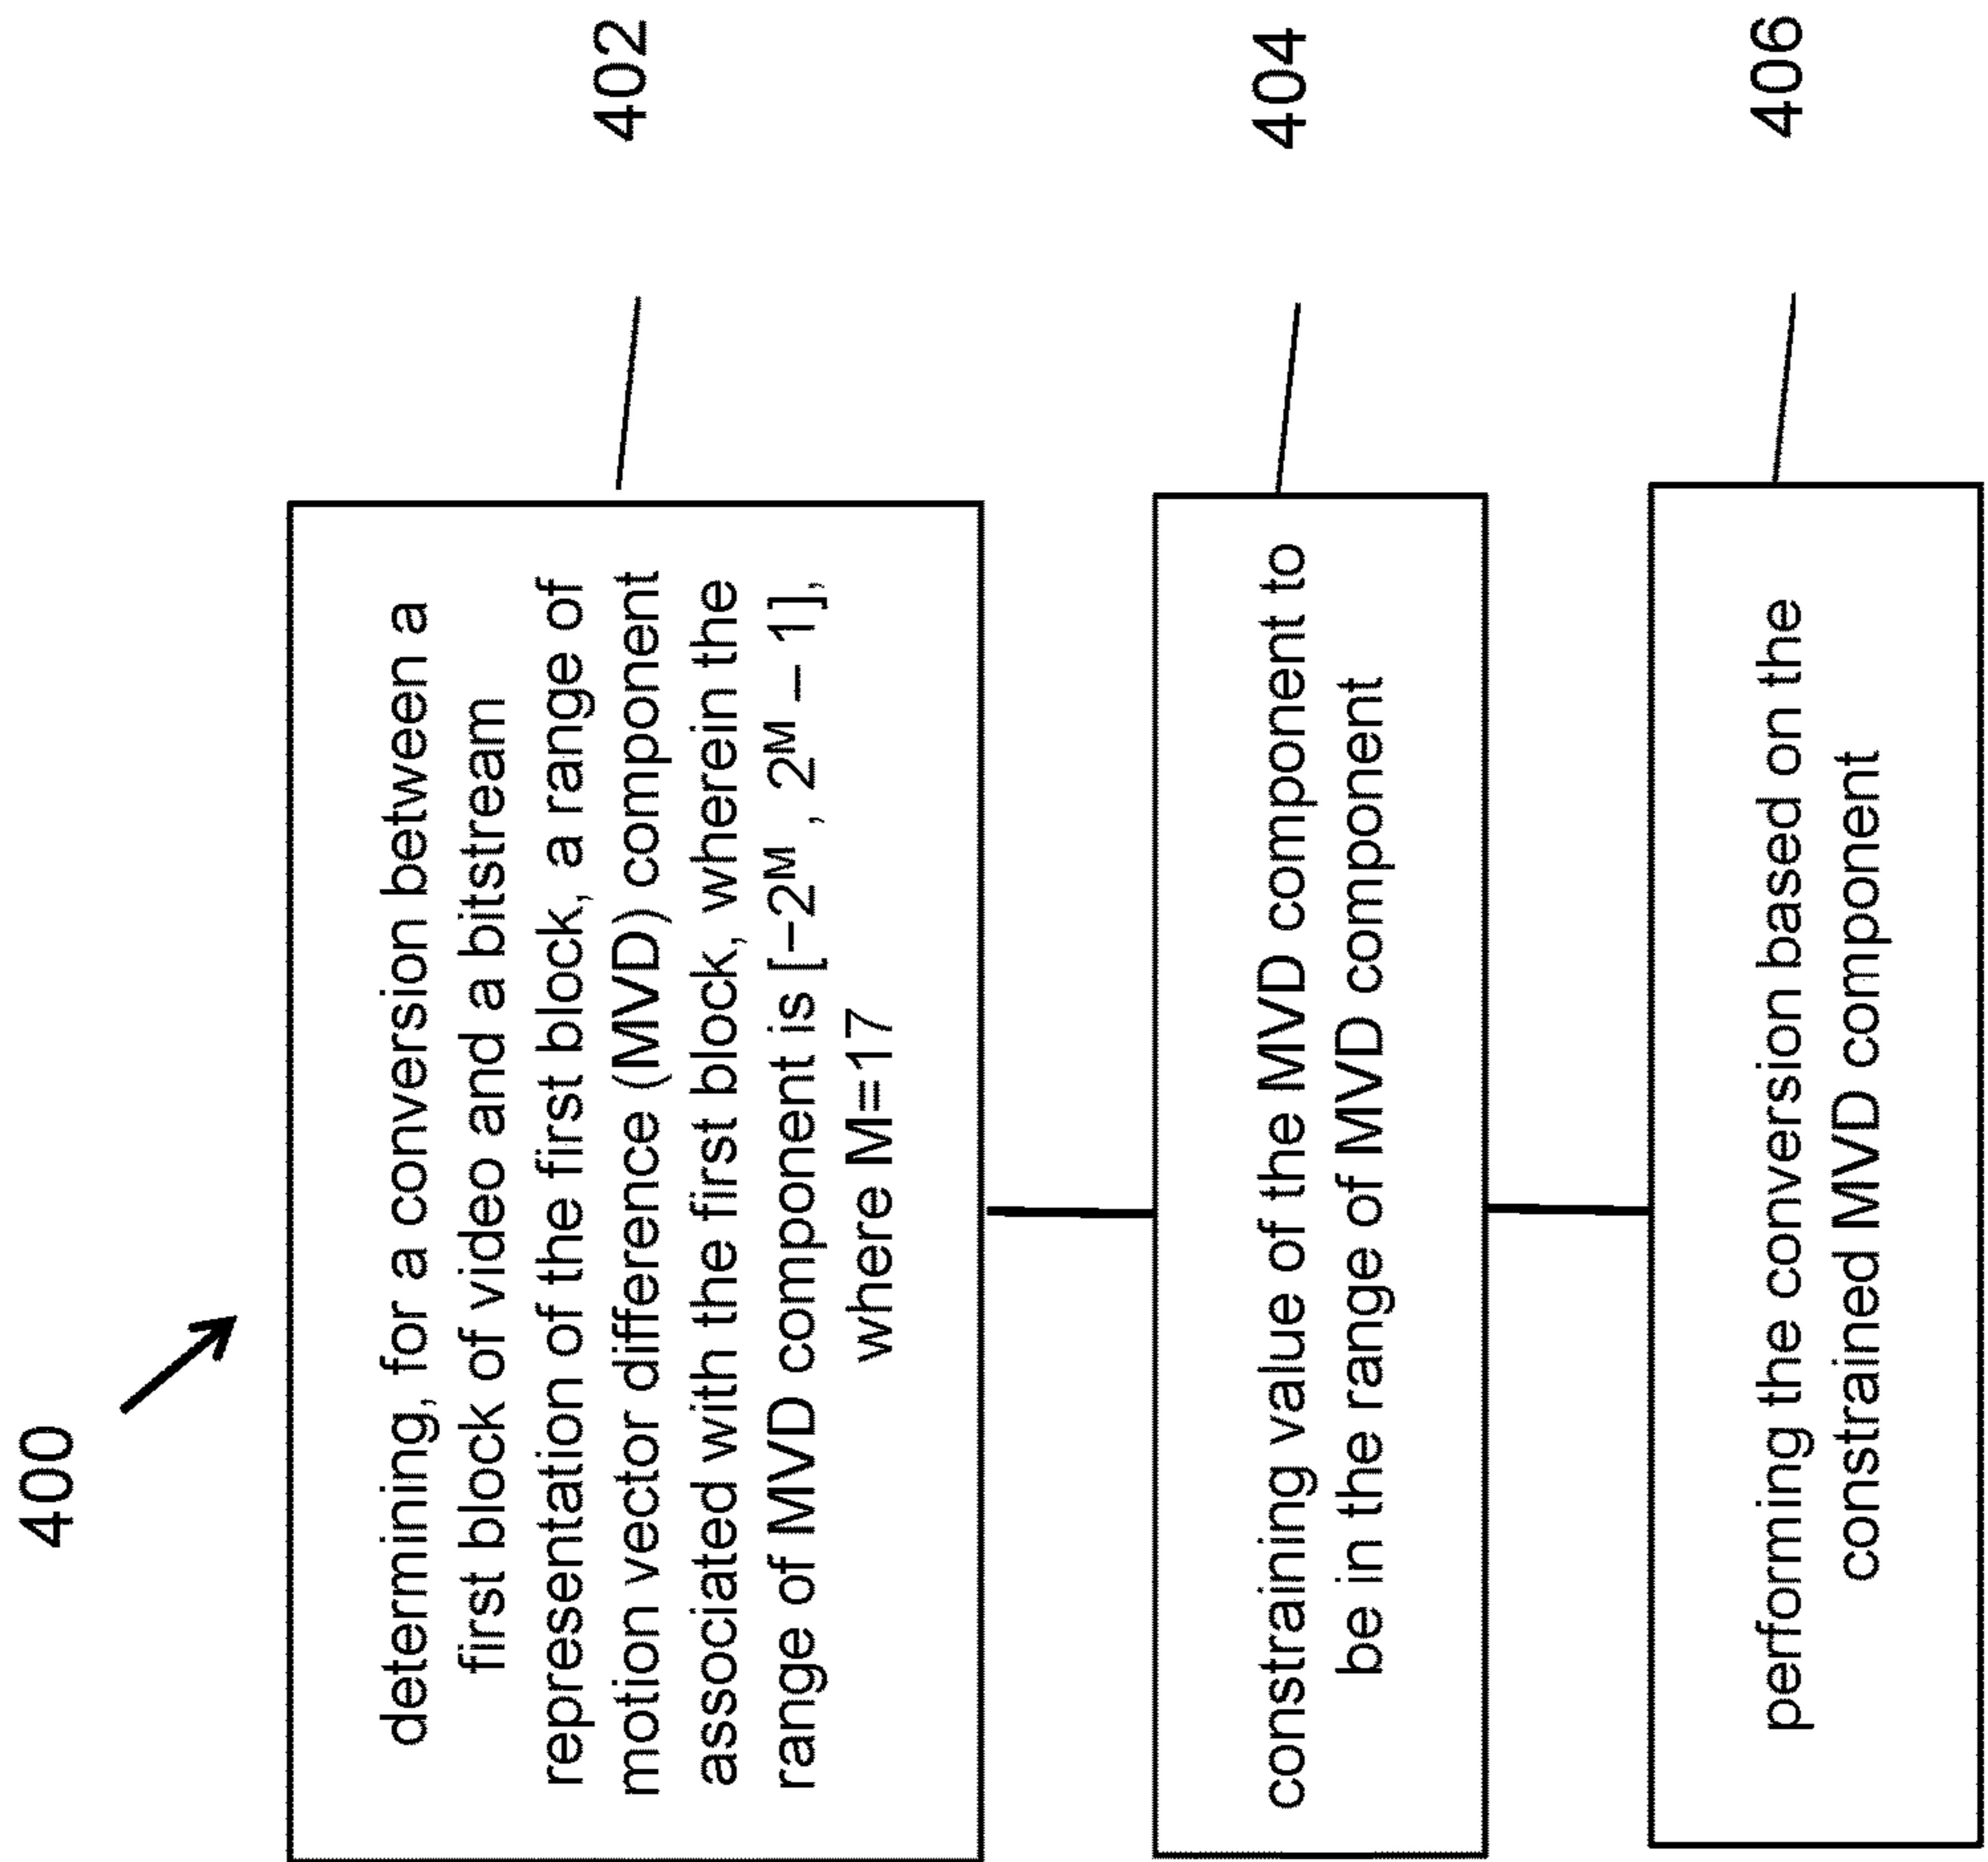 400
determining, for a conversion between a
first block of video and a bitstream
representation of the first block, a range of
motion vector difference (MVD) component
associated with the first block, wherein the
range of MVD component is [−2ᴹ, 2ᴹ – 1],
where M=17
402
constraining value of the MVD component to
be in the range of MVD component
404
performing the conversion based on the
constrained MVD component
406